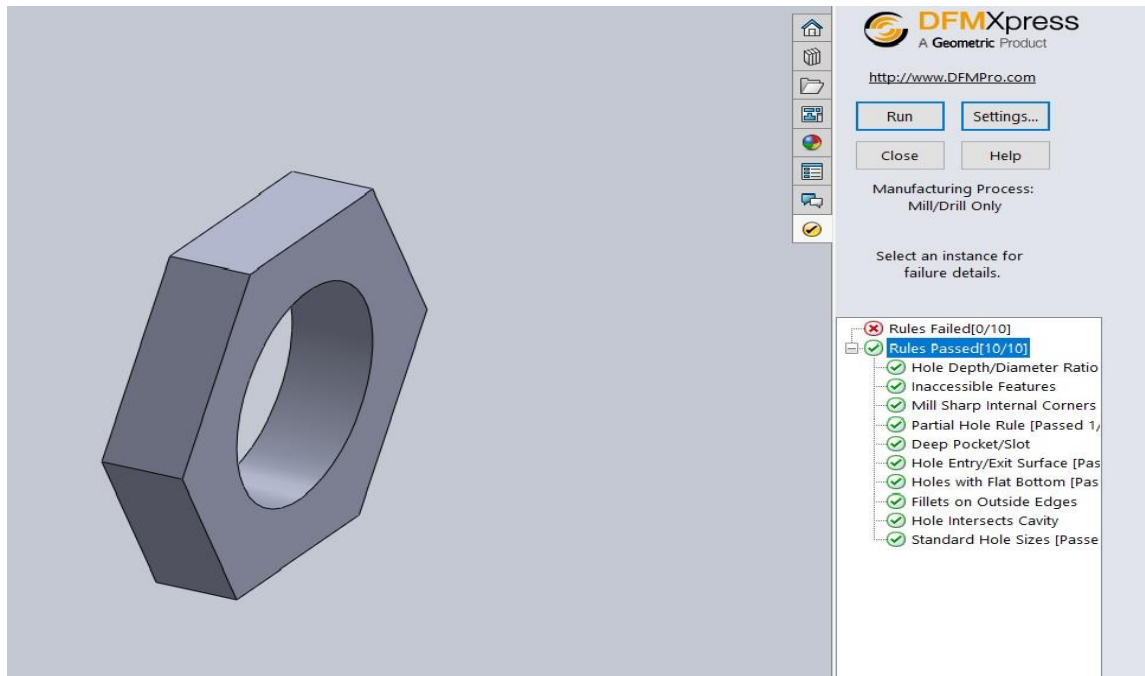 DFMXpress
A Geometric Product
http://www.DFMPro.com
Run
Settings...
Close
Help
Manufacturing Process:
Mill/Drill Only
Select an instance for
failure details.
Rules Failed[0/10]
Rules Passed[10/10]
Hole Depth/Diameter Ratio
Inaccessible Features
Mill Sharp Internal Corners
Partial Hole Rule [Passed 1/
Deep Pocket/Slot
Hole Entry/Exit Surface [Pas
Holes with Flat Bottom [Pas
Fillets on Outside Edges
Hole Intersects Cavity
Standard Hole Sizes [Passe